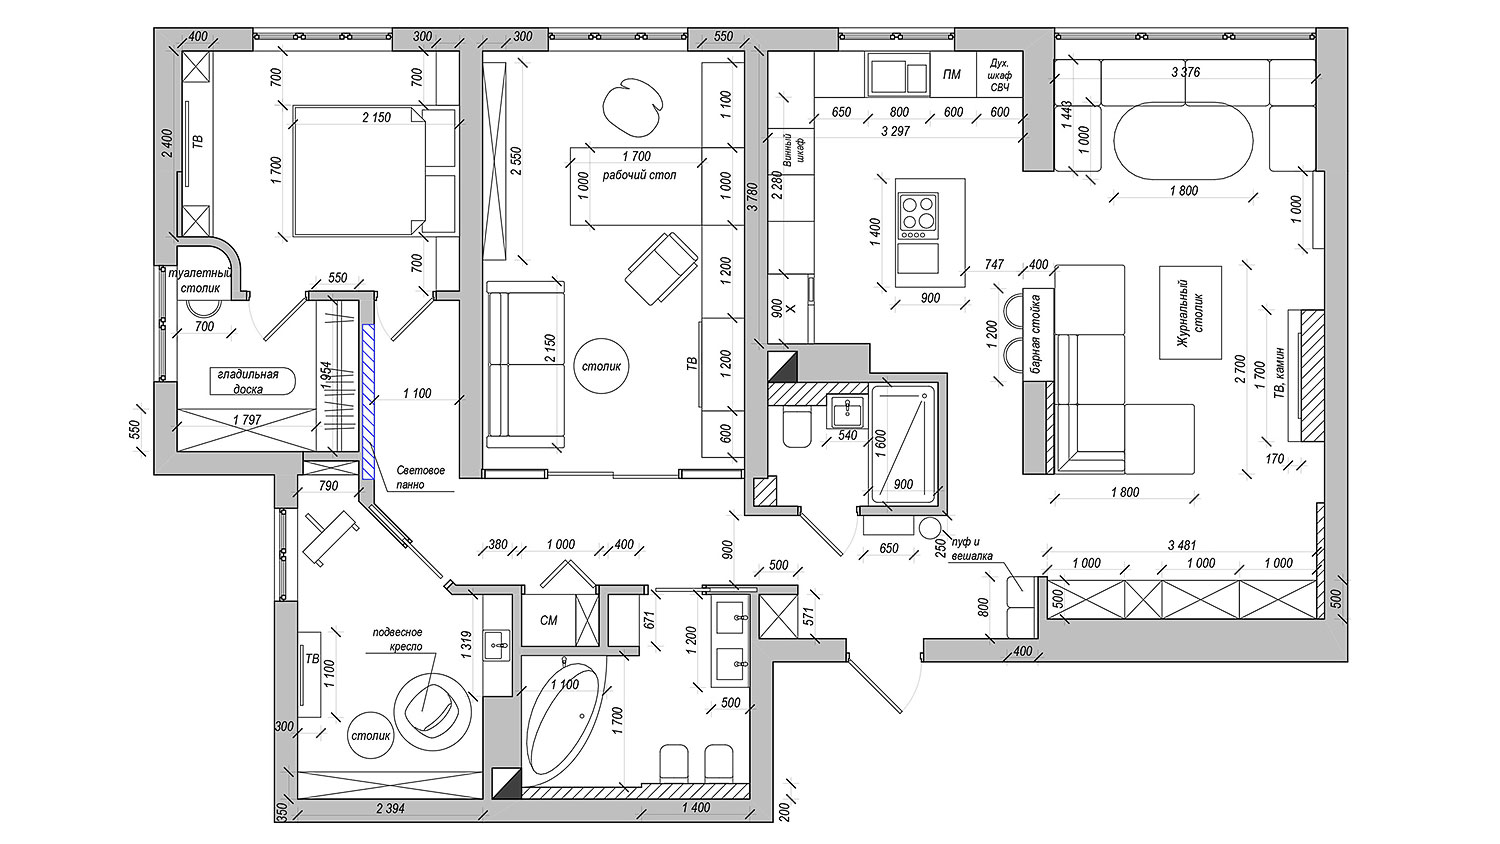 400
300
300
550
700
700
2 150
2 400
ТВ
1 700
700
туалетный
столик
550
700
гладильная
доска
1 954
1 797
550
1 100
Световое
панно
790
2 550
1 700
рабочий стол
1 000
1 100
1 000
1 200
1 200
600
2 150
столик
ТВ
3 780
ПМ
Дух.
шкаф
СВЧ
650
800
600
600
3 297
Винный
шкаф
2 280
1 400
900
900
Х
747
400
3 376
1 443
1 000
1 800
1 000
1 200
барная стойка
Журнальный
столик
2 700
1 700
ТВ, камин
170
1 800
540
1 600
900
650
250
пуф и
вешалка
3 481
1 000
1 000
1 000
500
500
800
400
380
1 000
400
900
500
571
СМ
671
1 200
500
1 100
1 700
1 400
200
подвесное
кресло
1 319
ТВ
1 100
300
столик
350
2 394